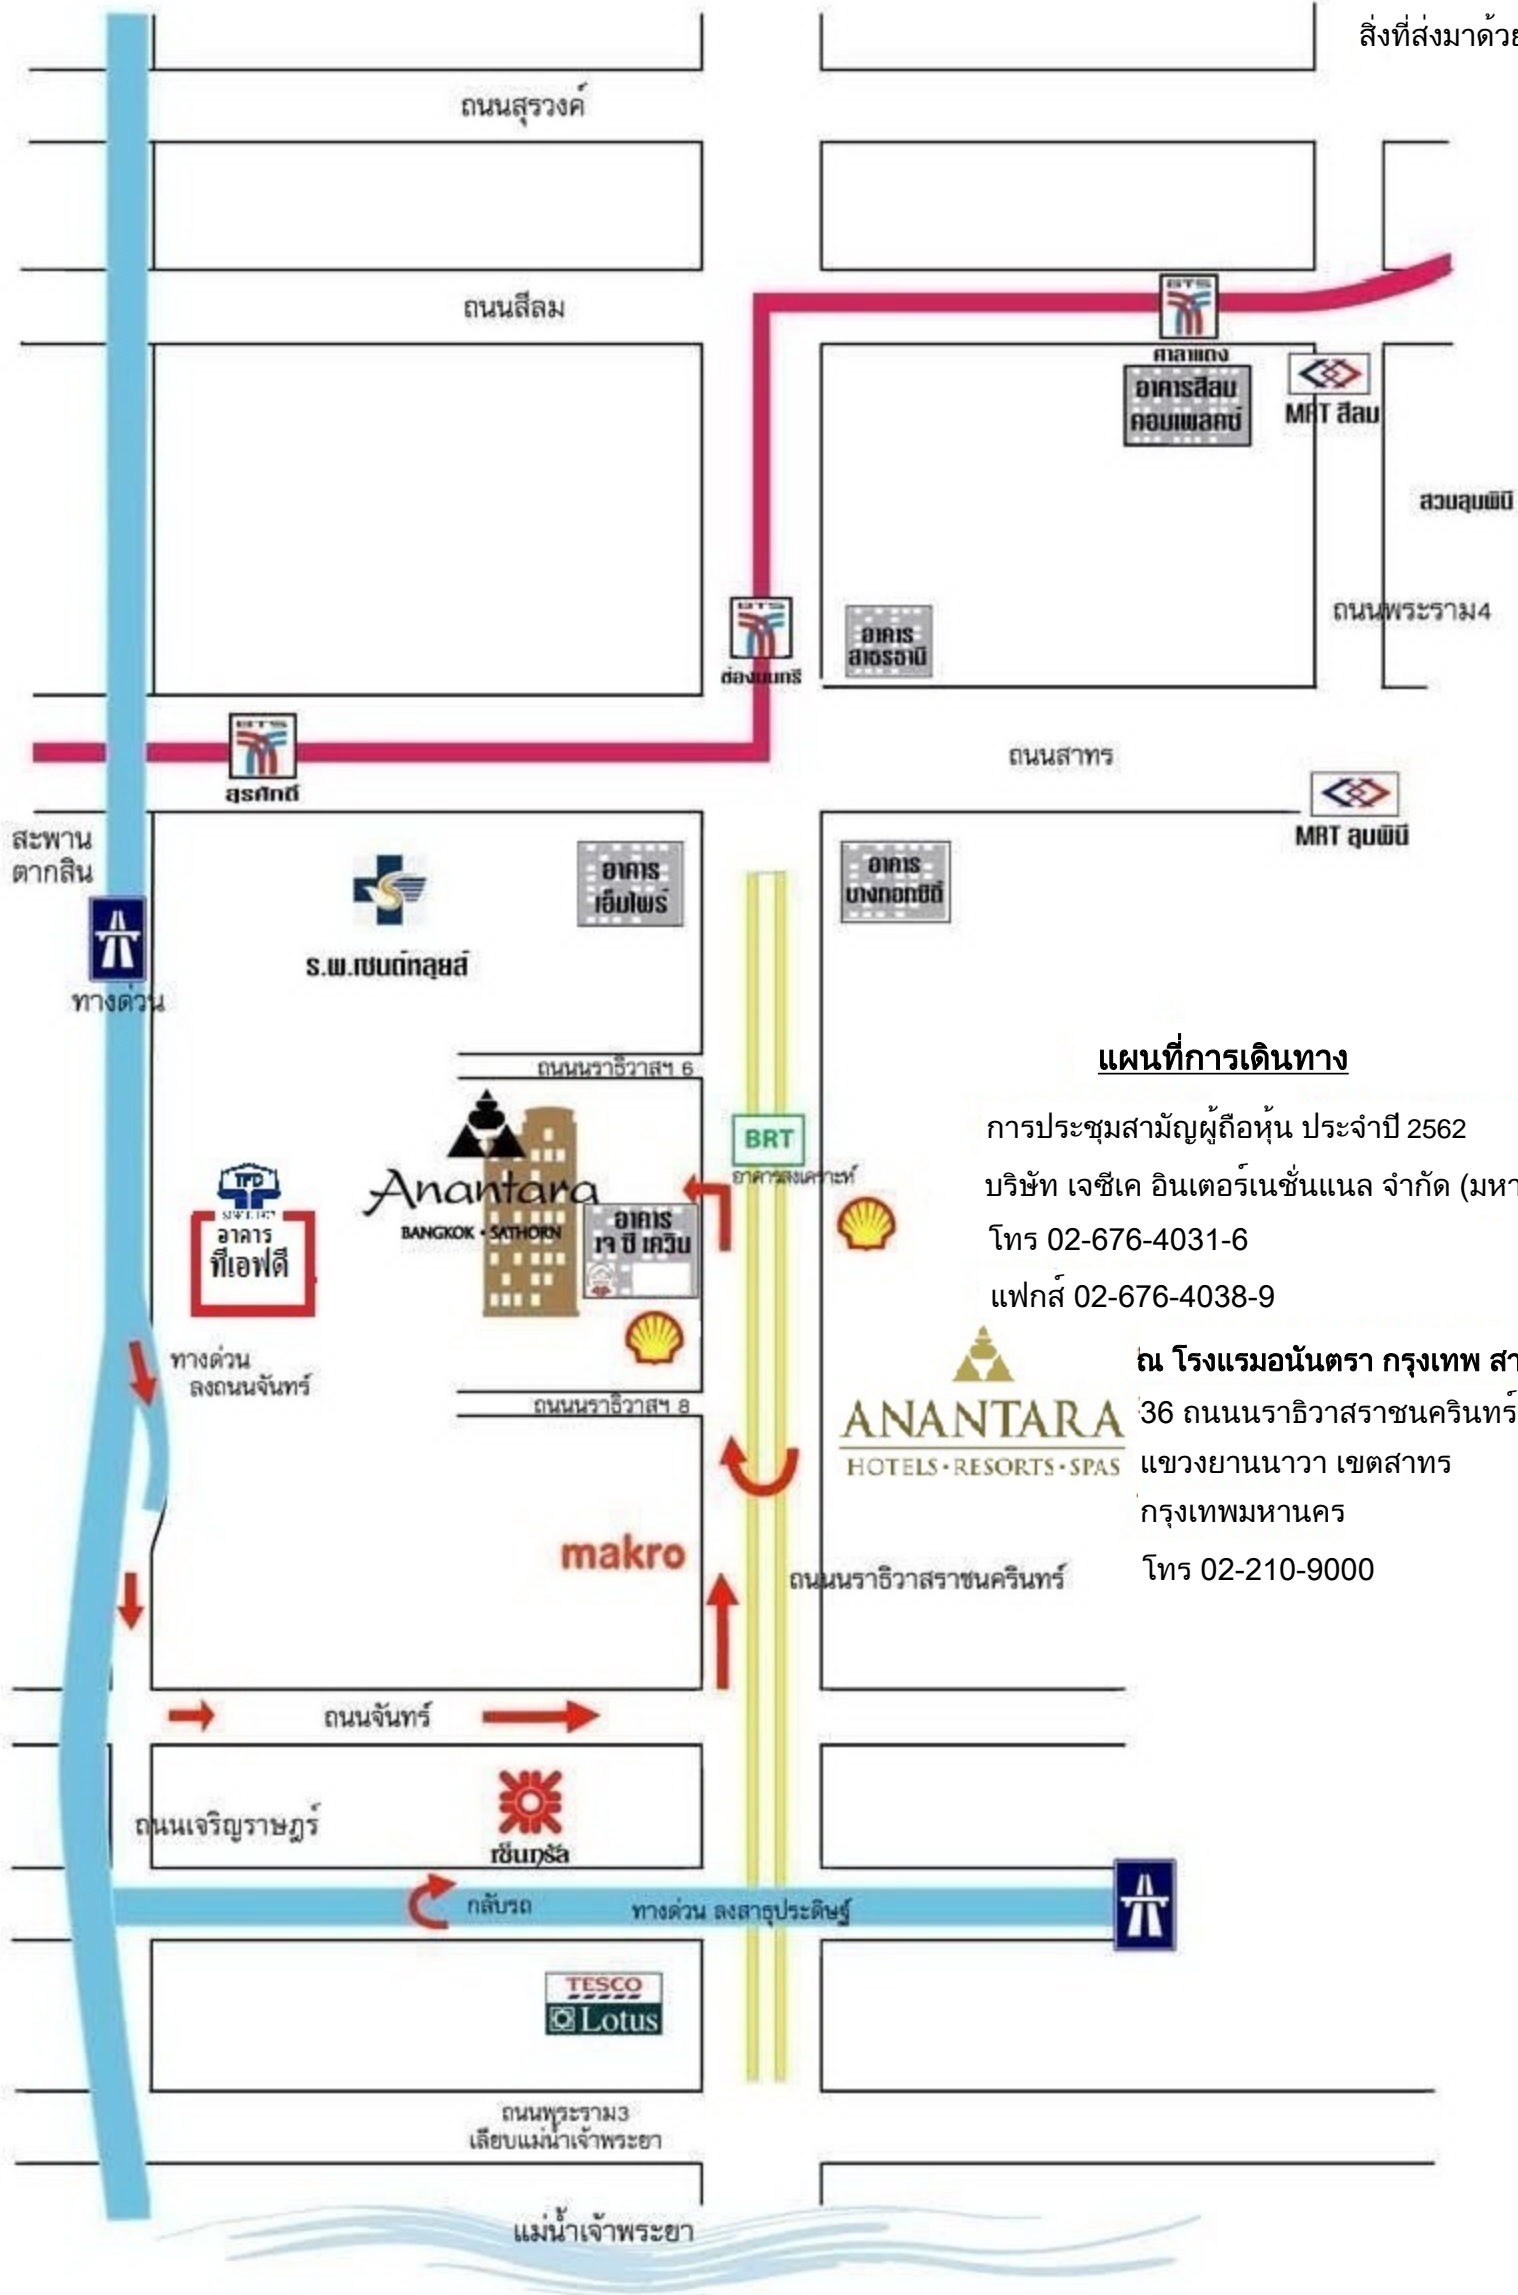 สิ่งที่ส่งมาด้วย
ถนนสุรวงค์
ถนนสีลม
BTS
ศาลาแดง
อาคารสีลม
คอมเพลคซ์
MRT สีลม
สวนลุมพินี
ถนนพระราม4
BTS
ช่องนนทรี
อาคาร
สาธรธานี
BTS
สุรศักดิ์
ถนนสาทร
MRT ลุมพินี
สะพาน
ตากสิน
อาคาร
เอ็มไพร์
อาคาร
บางกอกซิตี้
ร.พ.เซนต์หลุยส์
ทางด่วน
ถนนนราธิวาสฯ 6
แผนที่การเดินทาง
การประชุมสามัญผู้ถือหุ้น ประจำปี 2562
บริษัท เจซีเค อินเตอร์เนชั่นแนล จำกัด (มหา
โทร 02-676-4031-6
แฟกส์ 02-676-4038-9
BRT
อาคารสงเคราะห์
Anantara
BANGKOK • SATHORN
TFD
อาคาร
ทีเอฟดี
อาคาร
เจ ซี เควิน
ทางด่วน
ลงถนนจันทร์
ถนนนราธิวาสฯ 8
ANANTARA
HOTELS • RESORTS • SPAS
ณ โรงแรมอนันตรา กรุงเทพ สา
36 ถนนนราธิวาสราชนครินทร์
แขวงยานนาวา เขตสาทร
กรุงเทพมหานคร
โทร 02-210-9000
makro
ถนนนราธิวาสราชนครินทร์
ถนนจันทร์
ถนนเจริญราษฎร์
เซ็นทรัล
กลับรถ
ทางด่วน ลงสาธุประดิษฐ์
TESCO
Lotus
ถนนพระราม3
เลียบแม่น้ำเจ้าพระยา
แม่น้ำเจ้าพระยา